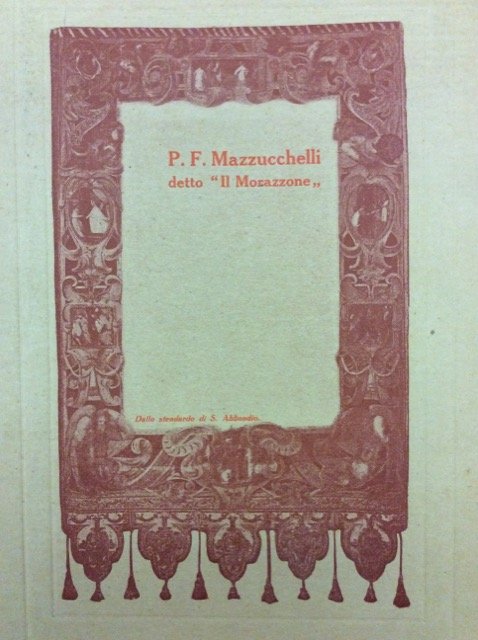 P. F. Mazzucchelli
detto “Il Morazzone„
Dallo stendardo di S. Abbondio.